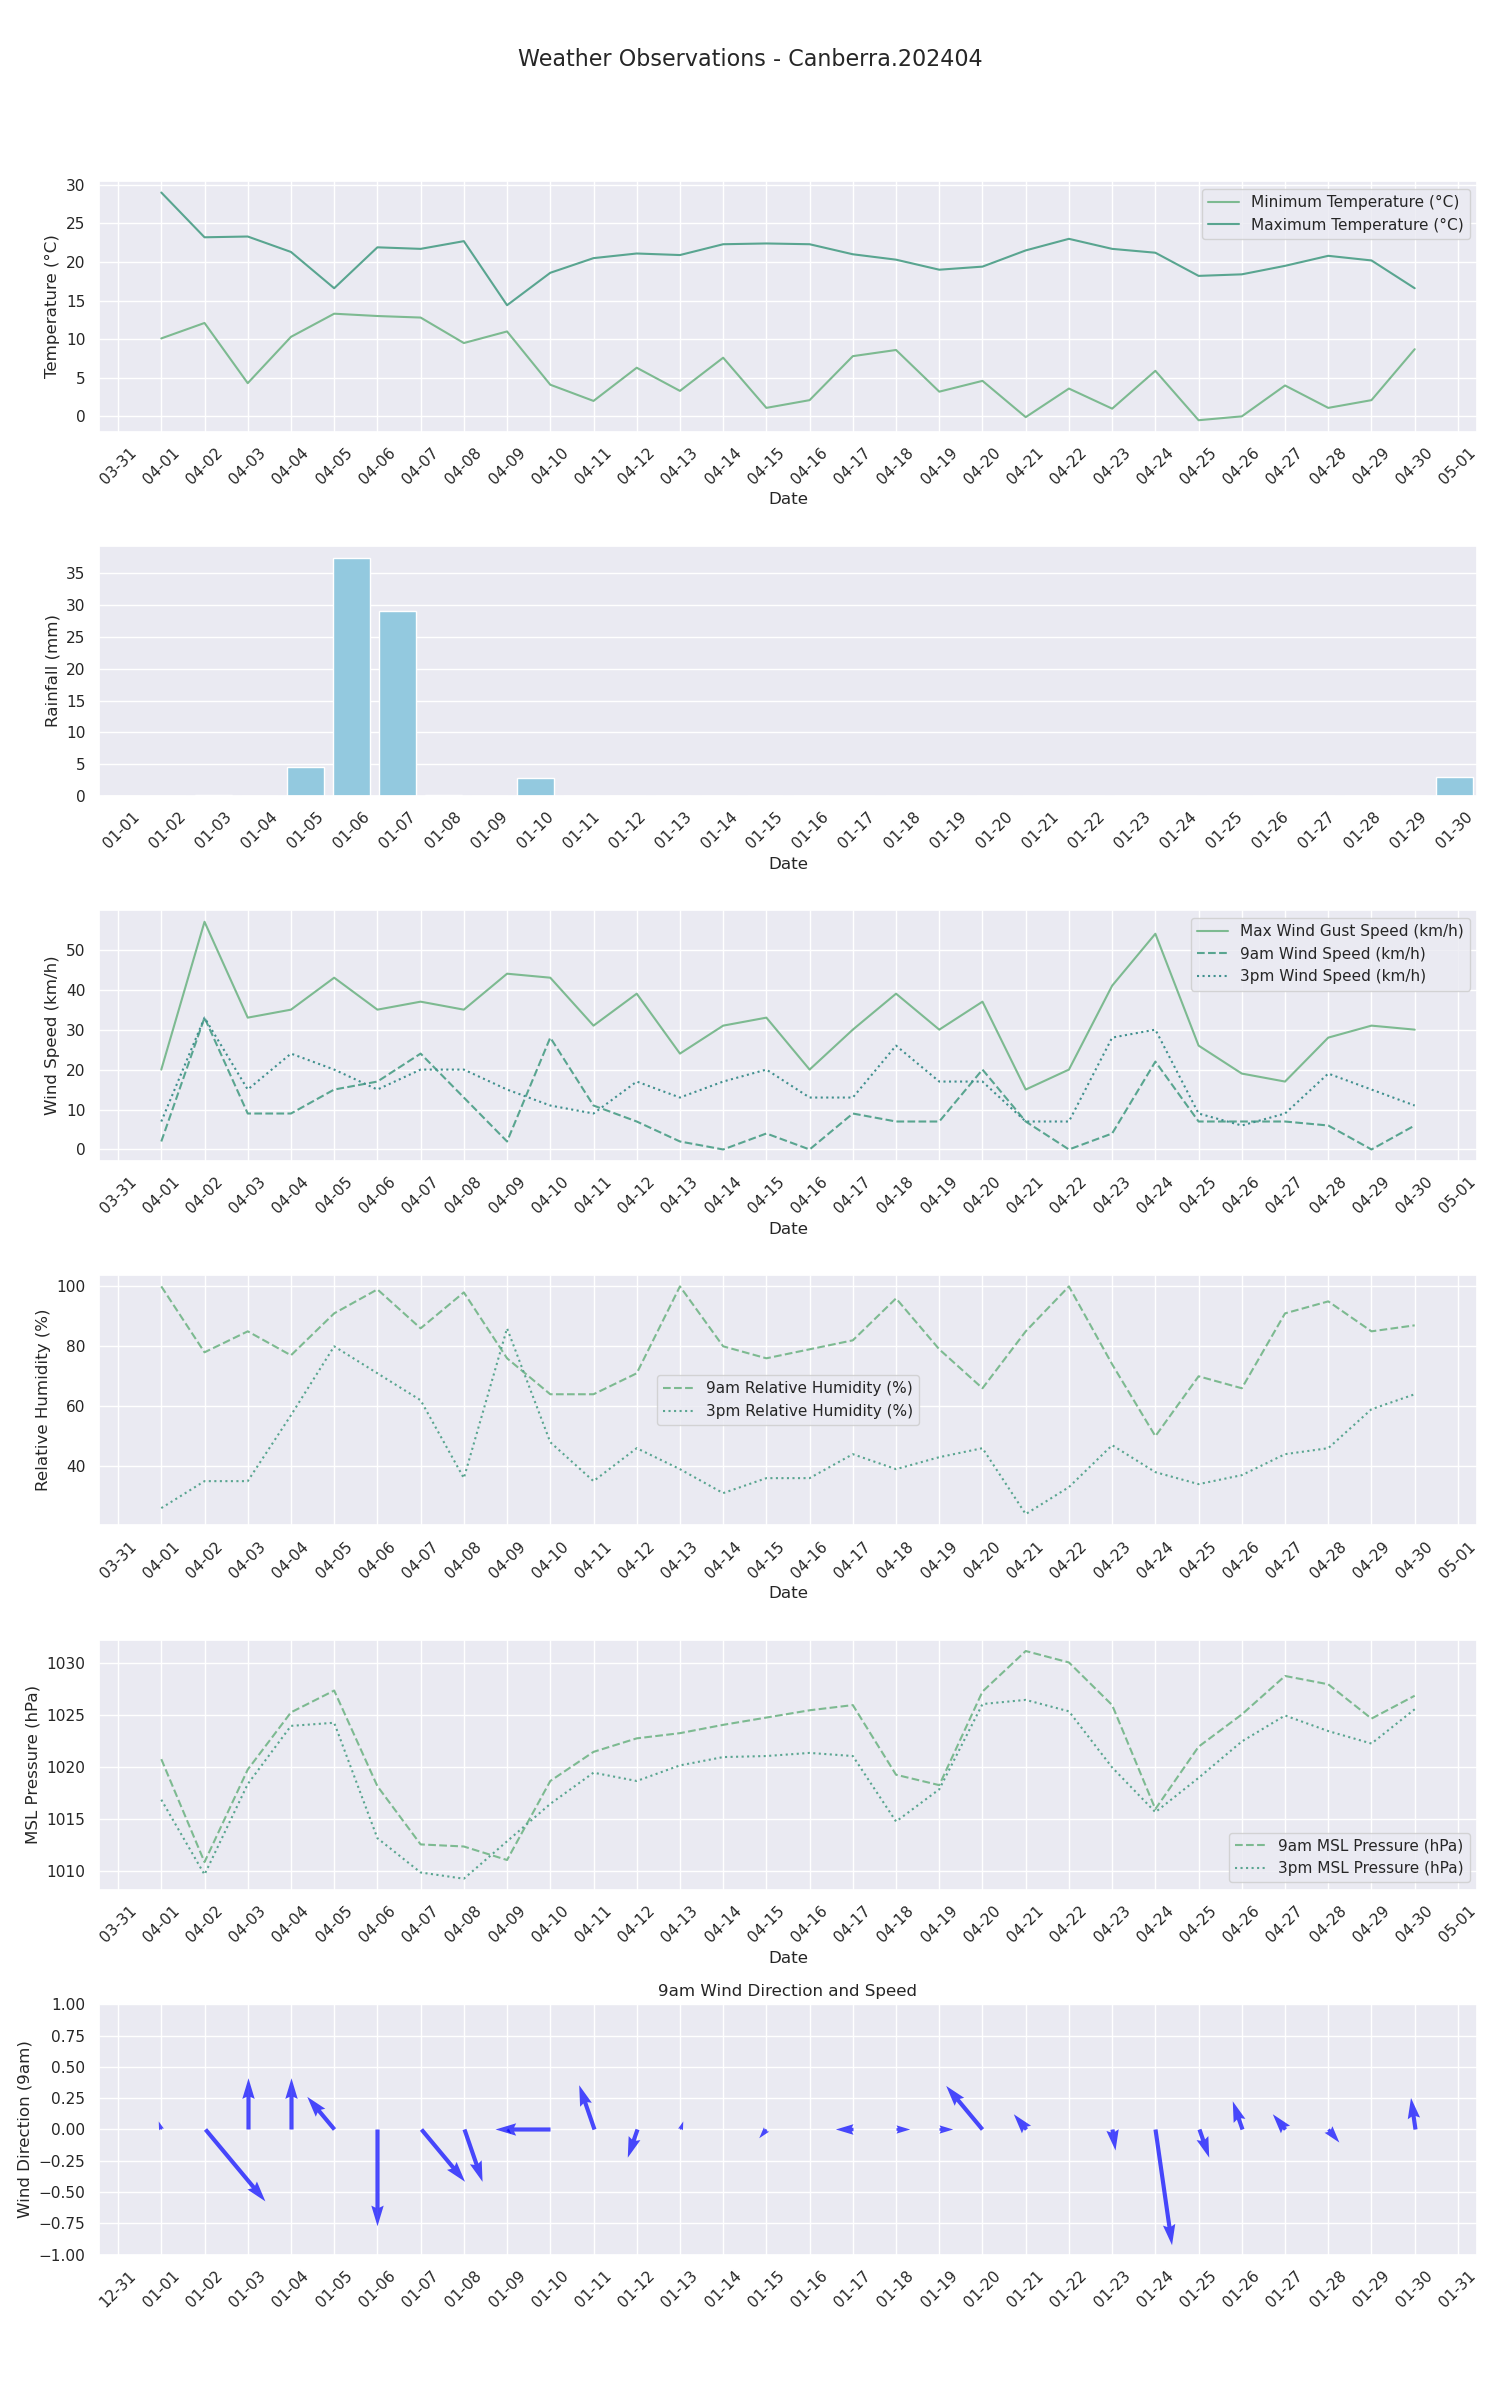 Weather Observations - Canberra.202404
Minimum Temperature (°C)
Maximum Temperature (°C)
Temperature (°C)
30
25
20
15
10
5
0
03-31 04-01 04-02 04-03 04-04 04-05 04-06 04-07 04-08 04-09 04-10 04-11 04-12 04-13 04-14 04-15 04-16 04-17 04-18 04-19 04-20 04-21 04-22 04-23 04-24 04-25 04-26 04-27 04-28 04-29 04-30 05-01
Date
Rainfall (mm)
35
30
25
20
15
10
5
0
01-01 01-02 01-03 01-04 01-05 01-06 01-07 01-08 01-09 01-10 01-11 01-12 01-13 01-14 01-15 01-16 01-17 01-18 01-19 01-20 01-21 01-22 01-23 01-24 01-25 01-26 01-27 01-28 01-29 01-30
Date
Max Wind Gust Speed (km/h)
9am Wind Speed (km/h)
3pm Wind Speed (km/h)
Wind Speed (km/h)
50
40
30
20
10
0
03-31 04-01 04-02 04-03 04-04 04-05 04-06 04-07 04-08 04-09 04-10 04-11 04-12 04-13 04-14 04-15 04-16 04-17 04-18 04-19 04-20 04-21 04-22 04-23 04-24 04-25 04-26 04-27 04-28 04-29 04-30 05-01
Date
9am Relative Humidity (%)
3pm Relative Humidity (%)
Relative Humidity (%)
100
80
60
40
03-31 04-01 04-02 04-03 04-04 04-05 04-06 04-07 04-08 04-09 04-10 04-11 04-12 04-13 04-14 04-15 04-16 04-17 04-18 04-19 04-20 04-21 04-22 04-23 04-24 04-25 04-26 04-27 04-28 04-29 04-30 05-01
Date
MSL Pressure (hPa)
1030
1025
1020
1015
1010
9am MSL Pressure (hPa)
3pm MSL Pressure (hPa)
03-31 04-01 04-02 04-03 04-04 04-05 04-06 04-07 04-08 04-09 04-10 04-11 04-12 04-13 04-14 04-15 04-16 04-17 04-18 04-19 04-20 04-21 04-22 04-23 04-24 04-25 04-26 04-27 04-28 04-29 04-30 05-01
Date
9am Wind Direction and Speed
Wind Direction (9am)
1.00
0.75
0.50
0.25
0.00
−0.25
−0.50
−0.75
−1.00
12-31 01-01 01-02 01-03 01-04 01-05 01-06 01-07 01-08 01-09 01-10 01-11 01-12 01-13 01-14 01-15 01-16 01-17 01-18 01-19 01-20 01-21 01-22 01-23 01-24 01-25 01-26 01-27 01-28 01-29 01-30 01-31